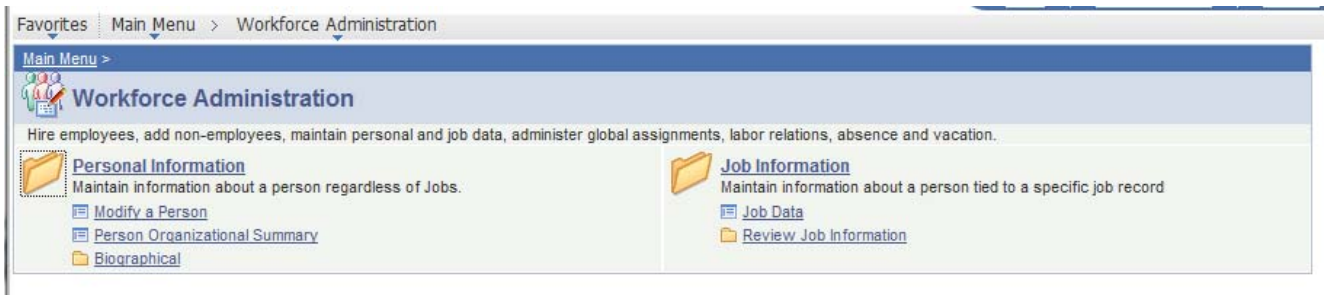 Favorites Main Menu > Workforce Administration
Main Menu >
Workforce Administration
Hire employees, add non-employees, maintain personal and job data, administer global assignments, labor relations, absence and vacation.
Personal Information
Maintain information about a person regardless of Jobs.
Modify a Person
Person Organizational Summary
Biographical
Job Information
Maintain information about a person tied to a specific job record
Job Data
Review Job Information